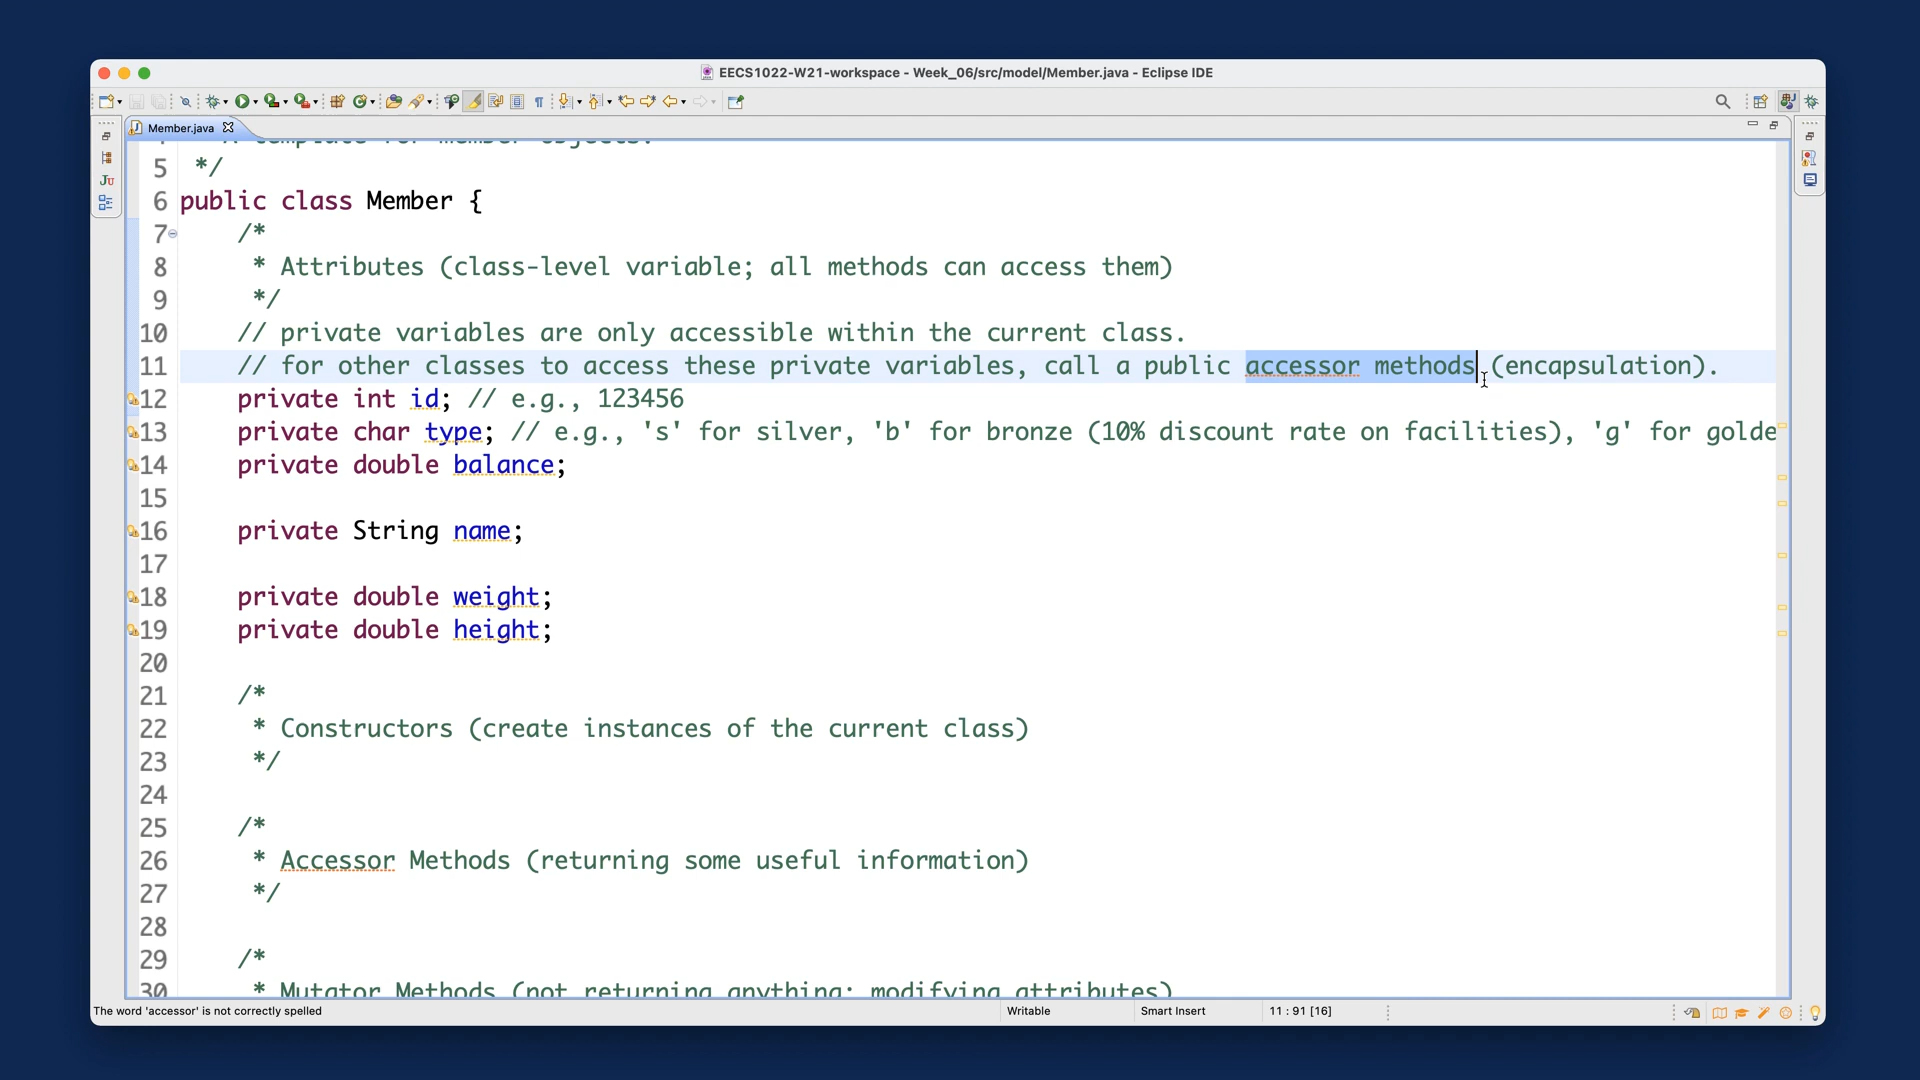 EECS1022-W21-workspace - Week_06/src/model/Member.java - Eclipse IDE
Member.java
4 * A template for member objects.
5 */
6 public class Member {
7 /*
8 * Attributes (class-level variable; all methods can access them)
9 */
10 // private variables are only accessible within the current class.
11 // for other classes to access these private variables, call a public accessor methods (encapsulation).
12 private int id; // e.g., 123456
13 private char type; // e.g., 's' for silver, 'b' for bronze (10% discount rate on facilities), 'g' for golde
14 private double balance;
15
16 private String name;
17
18 private double weight;
19 private double height;
20
21 /*
22 * Constructors (create instances of the current class)
23 */
24
25 /*
26 * Accessor Methods (returning some useful information)
27 */
28
29 /*
30 * Mutator Methods (not returning anything; modifying attributes)
The word 'accessor' is not correctly spelled
Writable
Smart Insert
11 : 91 [16]